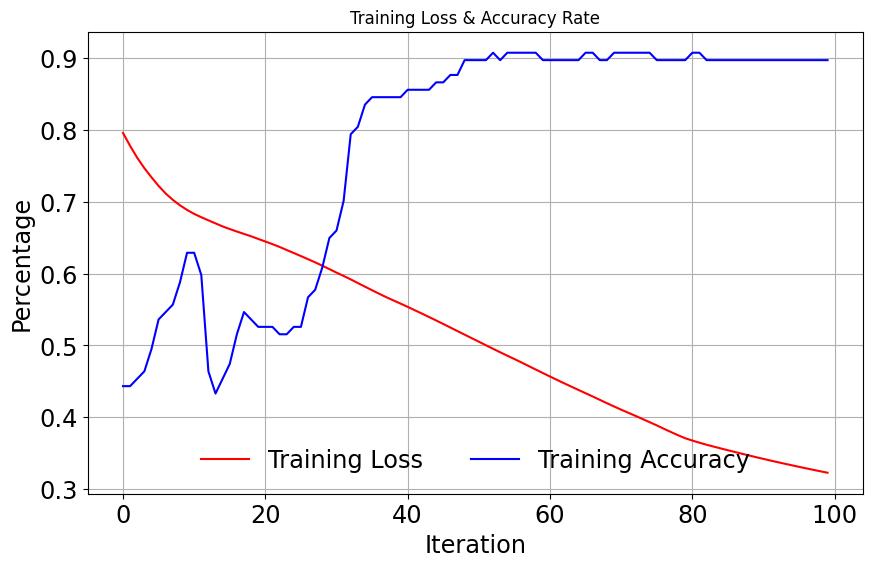 Training Loss & Accuracy Rate
Percentage
0.9
0.8
0.7
0.6
0.5
0.4
0.3
Training Loss Training Accuracy
0 20 40 60 80 100
Iteration